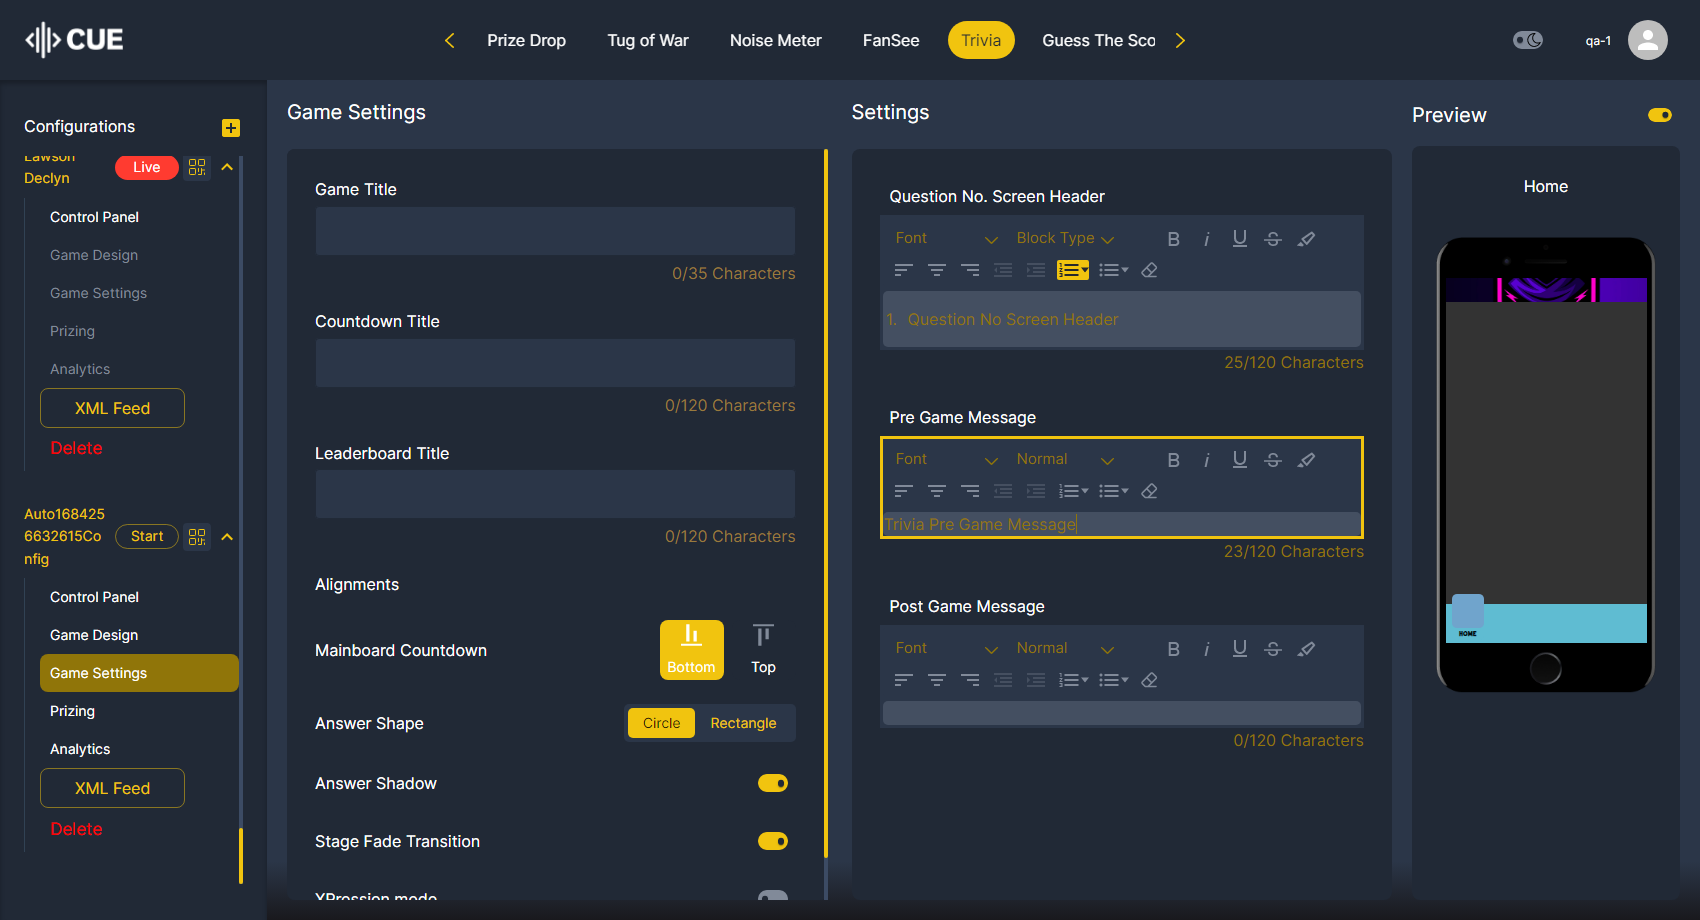 CUE
Prize Drop
Tug of War
Noise Meter
FanSee
Trivia
Guess The Sco
qa-1
Configurations
Lawson
Declyn
Live
Control Panel
Game Design
Game Settings
Prizing
Analytics
XML Feed
Delete
Auto168425
6632615Co
nfig
Start
Control Panel
Game Design
Game Settings
Prizing
Analytics
XML Feed
Delete
Game Settings
Game Title
0/35 Characters
Countdown Title
0/120 Characters
Leaderboard Title
0/120 Characters
Alignments
Mainboard Countdown
Bottom
Top
Answer Shape
Circle
Rectangle
Answer Shadow
Stage Fade Transition
XPression mode
Settings
Question No. Screen Header
Font
Block Type
1. Question No Screen Header
25/120 Characters
Pre Game Message
Font
Normal
Trivia Pre Game Message
23/120 Characters
Post Game Message
Font
Normal
0/120 Characters
Preview
Home
HOME